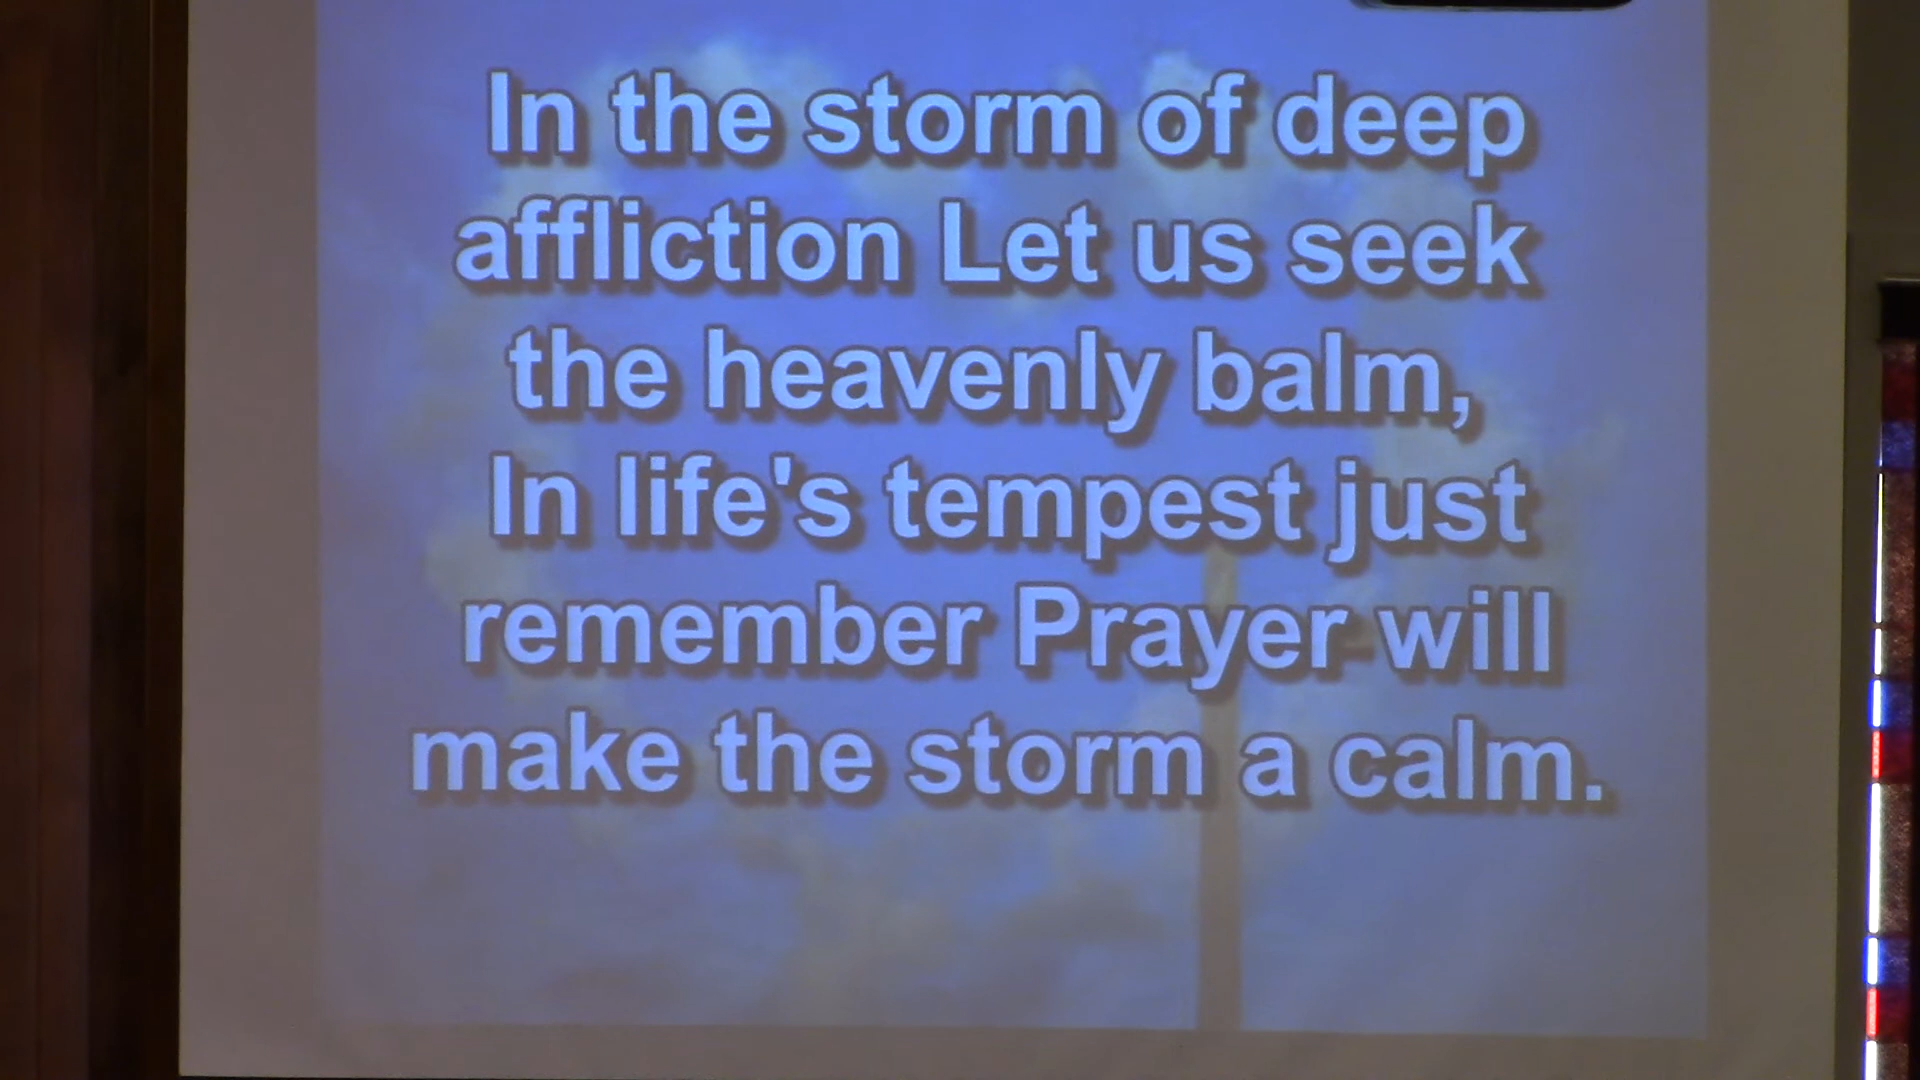 In the storm of deep
affliction Let us seek
the heavenly balm,
In life's tempest just
remember Prayer will
make the storm a calm.